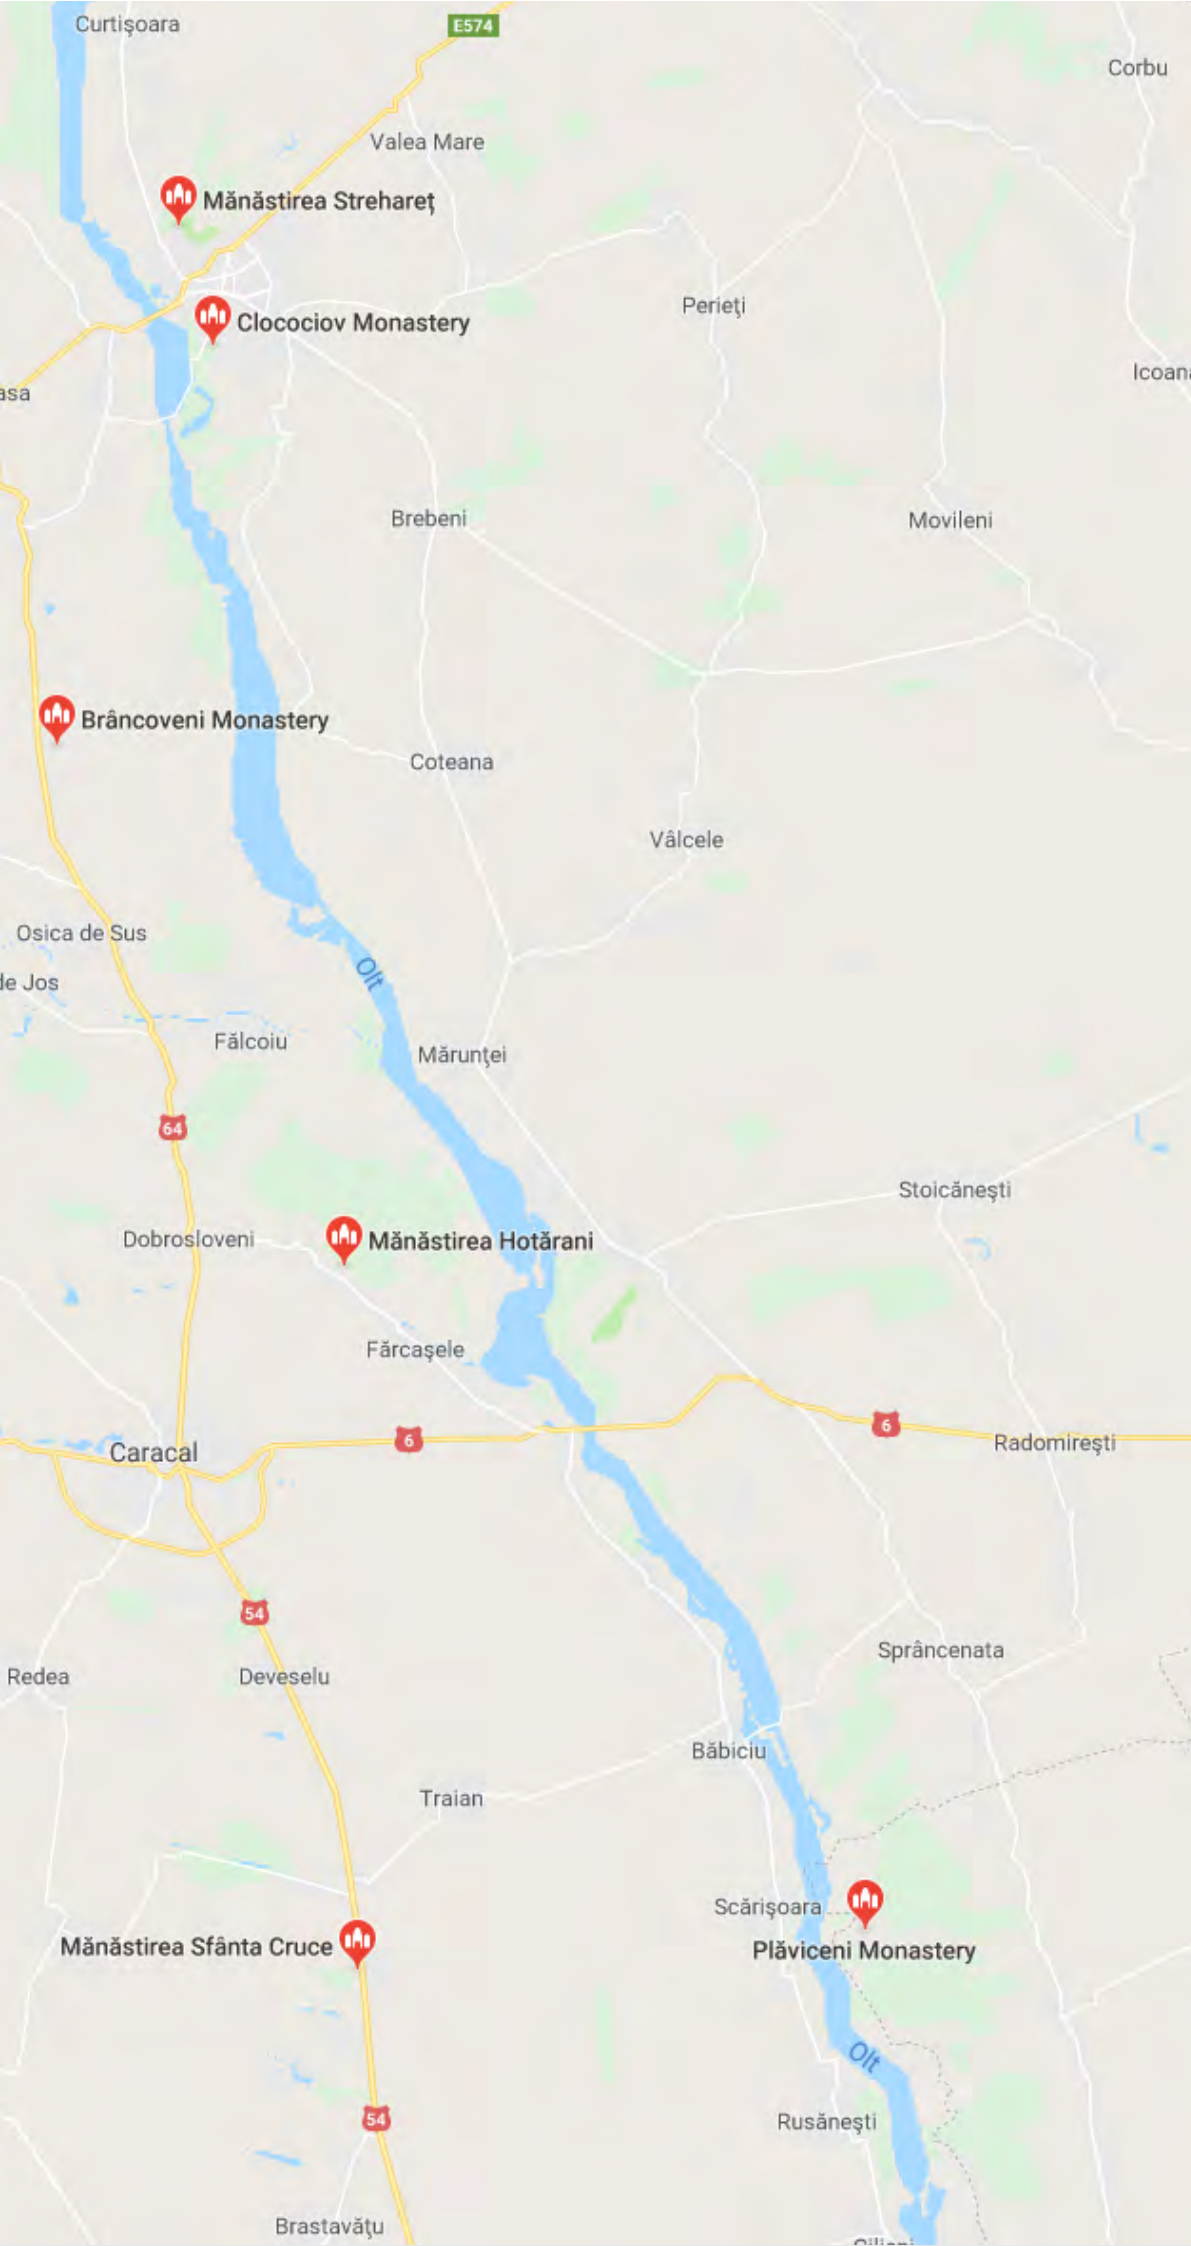 Curtişoara
E574
Corbu
Valea Mare
Mănăstirea Strehareț
Perieţi
Clocociov Monastery
Icoana
asa
Brebeni
Movileni
Brâncoveni Monastery
Coteana
Vâlcele
Osica de Sus
Olt
de Jos
Fălcoiu
Mărunţei
64
Stoicăneşti
Dobrosloveni
Mănăstirea Hotărani
Fărcaşele
6
6
Radomireşti
Caracal
54
Sprâncenata
Redea
Deveselu
Băbiciu
Traian
Scărişoara
Mănăstirea Sfânta Cruce
Plăviceni Monastery
Olt
54
Rusăneşti
Brastavăţu